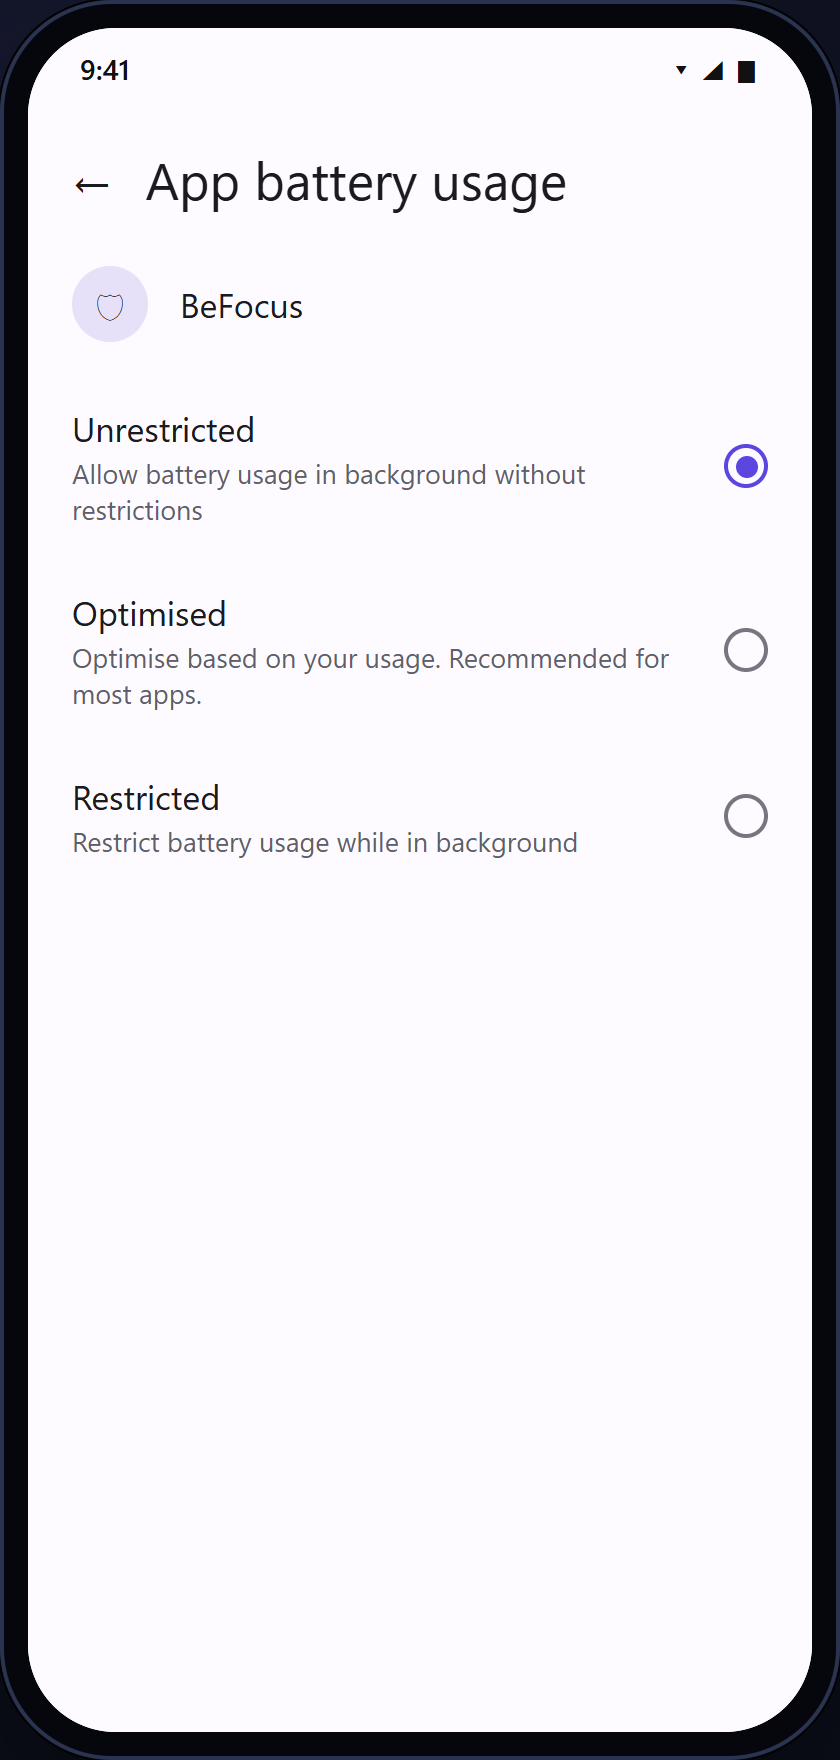 9:41
← App battery usage
BeFocus
Unrestricted
Allow battery usage in background without
restrictions
Optimised
Optimise based on your usage. Recommended for
most apps.
Restricted
Restrict battery usage while in background